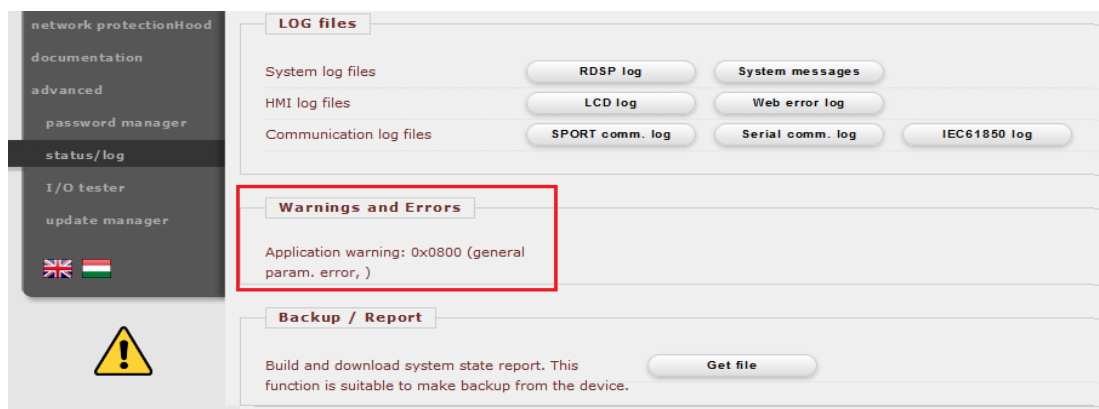 network protectionHood
documentation
advanced
password manager
status/log
I/O tester
update manager
LOG files
System log files RDSP log System messages
HMI log files LCD log Web error log
Communication log files SPORT comm. log Serial comm. log IEC61850 log
Warnings and Errors
Application warning: 0x0800 (general
param. error, )
Backup / Report
Build and download system state report. This Get file
function is suitable to make backup from the device.